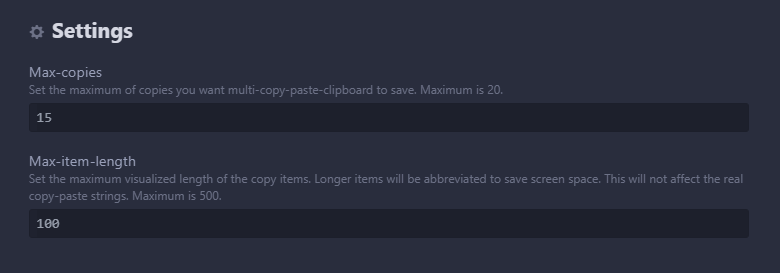 Settings
Max-copies
Set the maximum of copies you want multi-copy-paste-clipboard to save. Maximum is 20.
15
Max-item-length
Set the maximum visualized length of the copy items. Longer items will be abbreviated to save screen space. This will not affect the real
copy-paste strings. Maximum is 500.
100